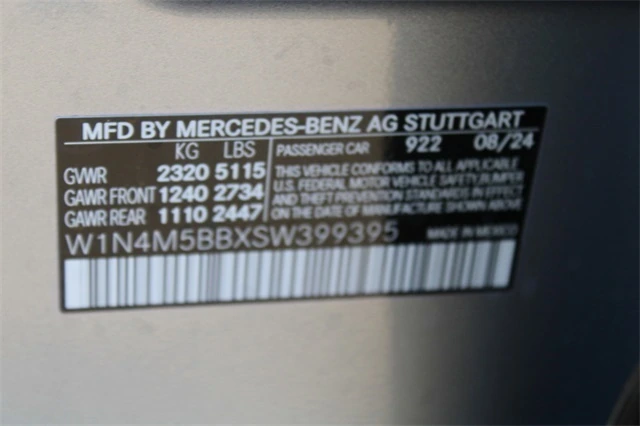 MFD BY MERCEDES-BENZ AG STUTTGART
KG LBS PASSENGER CAR 922 08/24
GVWR 2320 5115
GAWR FRONT 1240 2734
GAWR REAR 1110 2447
THIS VEHICLE CONFORMS TO ALL APPLICABLE
U.S. FEDERAL MOTOR VEHICLE SAFETY, BUMPER,
AND THEFT PREVENTION STANDARDS IN EFFECT
ON THE DATE OF MANUFACTURE SHOWN ABOVE.
W1N4M5BBXSW399395 MADE IN MEXICO